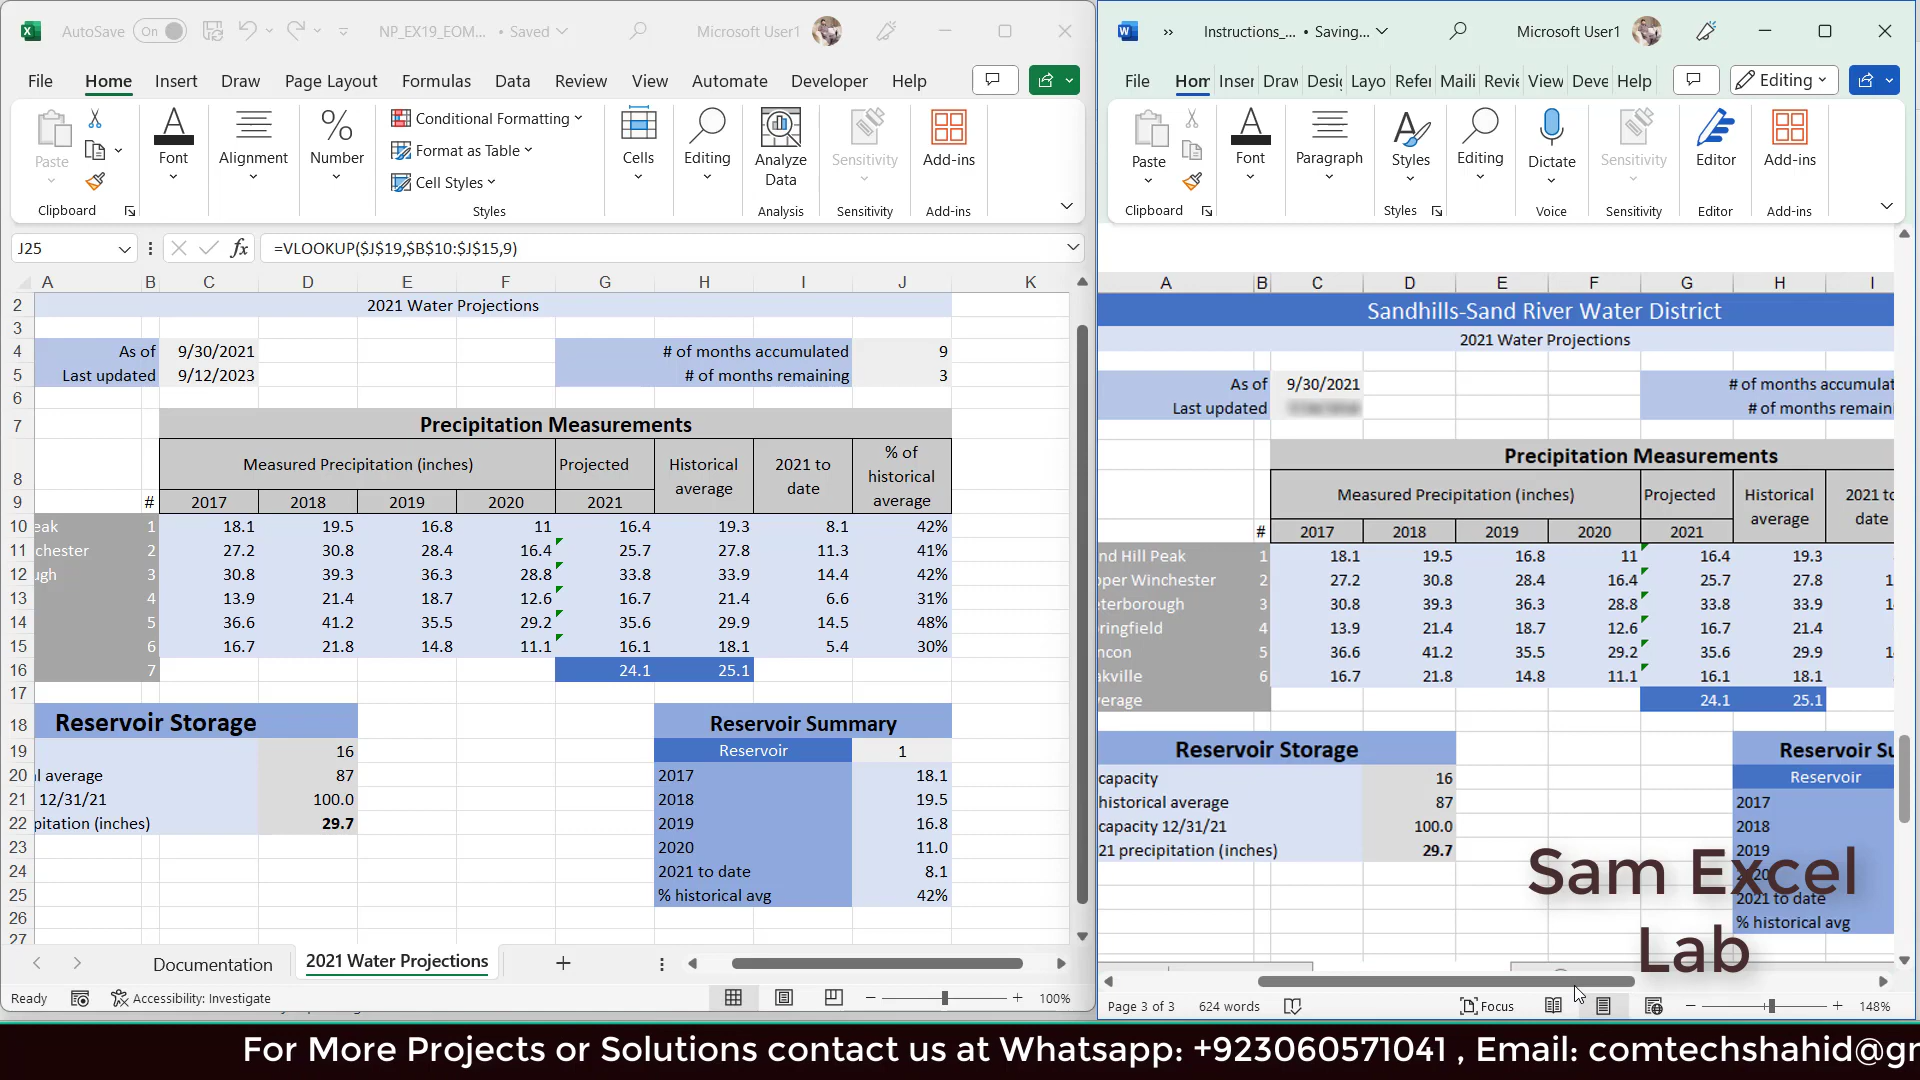 AutoSave On NP_EX19_EOM... • Saved Microsoft User1
File Home Insert Draw Page Layout Formulas Data Review View Automate Developer Help
Paste
Clipboard
Font
Alignment
Number
Conditional Formatting
Format as Table
Cell Styles
Styles
Cells
Editing
Analyze Data
Analysis
Sensitivity
Sensitivity
Add-ins
Add-ins
J25 fx =VLOOKUP($J$19,$B$10:$J$15,9)
A B C D E F G H I J K
2 2021 Water Projections
3
4 As of 9/30/2021 # of months accumulated 9
5 Last updated 9/12/2023 # of months remaining 3
6
7 Precipitation Measurements
8 Measured Precipitation (inches) Projected Historical average 2021 to date % of historical average
9 # 2017 2018 2019 2020 2021
10 eak 1 18.1 19.5 16.8 11 16.4 19.3 8.1 42%
11 chester 2 27.2 30.8 28.4 16.4 25.7 27.8 11.3 41%
12 ugh 3 30.8 39.3 36.3 28.8 33.8 33.9 14.4 42%
13 4 13.9 21.4 18.7 12.6 16.7 21.4 6.6 31%
14 5 36.6 41.2 35.5 29.2 35.6 29.9 14.5 48%
15 6 16.7 21.8 14.8 11.1 16.1 18.1 5.4 30%
16 7 24.1 25.1
17
18 Reservoir Storage Reservoir Summary
19 16 Reservoir 1
20 l average 87 2017 18.1
21 12/31/21 100.0 2018 19.5
22 pitation (inches) 29.7 2019 16.8
23 2020 11.0
24 2021 to date 8.1
25 % historical avg 42%
26
27
Documentation 2021 Water Projections
Ready Accessibility: Investigate 100%
Instructions_... • Saving... Microsoft User1
File Hom Inser Draw Desig Layo Refer Maili Revie View Deve Help Editing
Paste
Clipboard
Font
Paragraph
Styles
Styles
Editing
Dictate
Voice
Sensitivity
Sensitivity
Editor
Editor
Add-ins
Add-ins
A B C D E F G H I
Sandhills-Sand River Water District
2021 Water Projections
As of 9/30/2021 # of months accumulat
Last updated # of months remain
Precipitation Measurements
Measured Precipitation (inches) Projected Historical average 2021 to date
# 2017 2018 2019 2020 2021
nd Hill Peak 1 18.1 19.5 16.8 11 16.4 19.3
per Winchester 2 27.2 30.8 28.4 16.4 25.7 27.8 1
terborough 3 30.8 39.3 36.3 28.8 33.8 33.9 1
ringfield 4 13.9 21.4 18.7 12.6 16.7 21.4
ncon 5 36.6 41.2 35.5 29.2 35.6 29.9 1
kville 6 16.7 21.8 14.8 11.1 16.1 18.1
verage 24.1 25.1
Reservoir Storage Reservoir Su
capacity 16 Reservoir
historical average 87 2017
capacity 12/31/21 100.0 2018
21 precipitation (inches) 29.7 2019
2020
2021 to date
% historical avg
Sam Excel
Lab
Page 3 of 3 624 words Focus 148%
For More Projects or Solutions contact us at Whatsapp: +923060571041 , Email: comtechshahid@gr